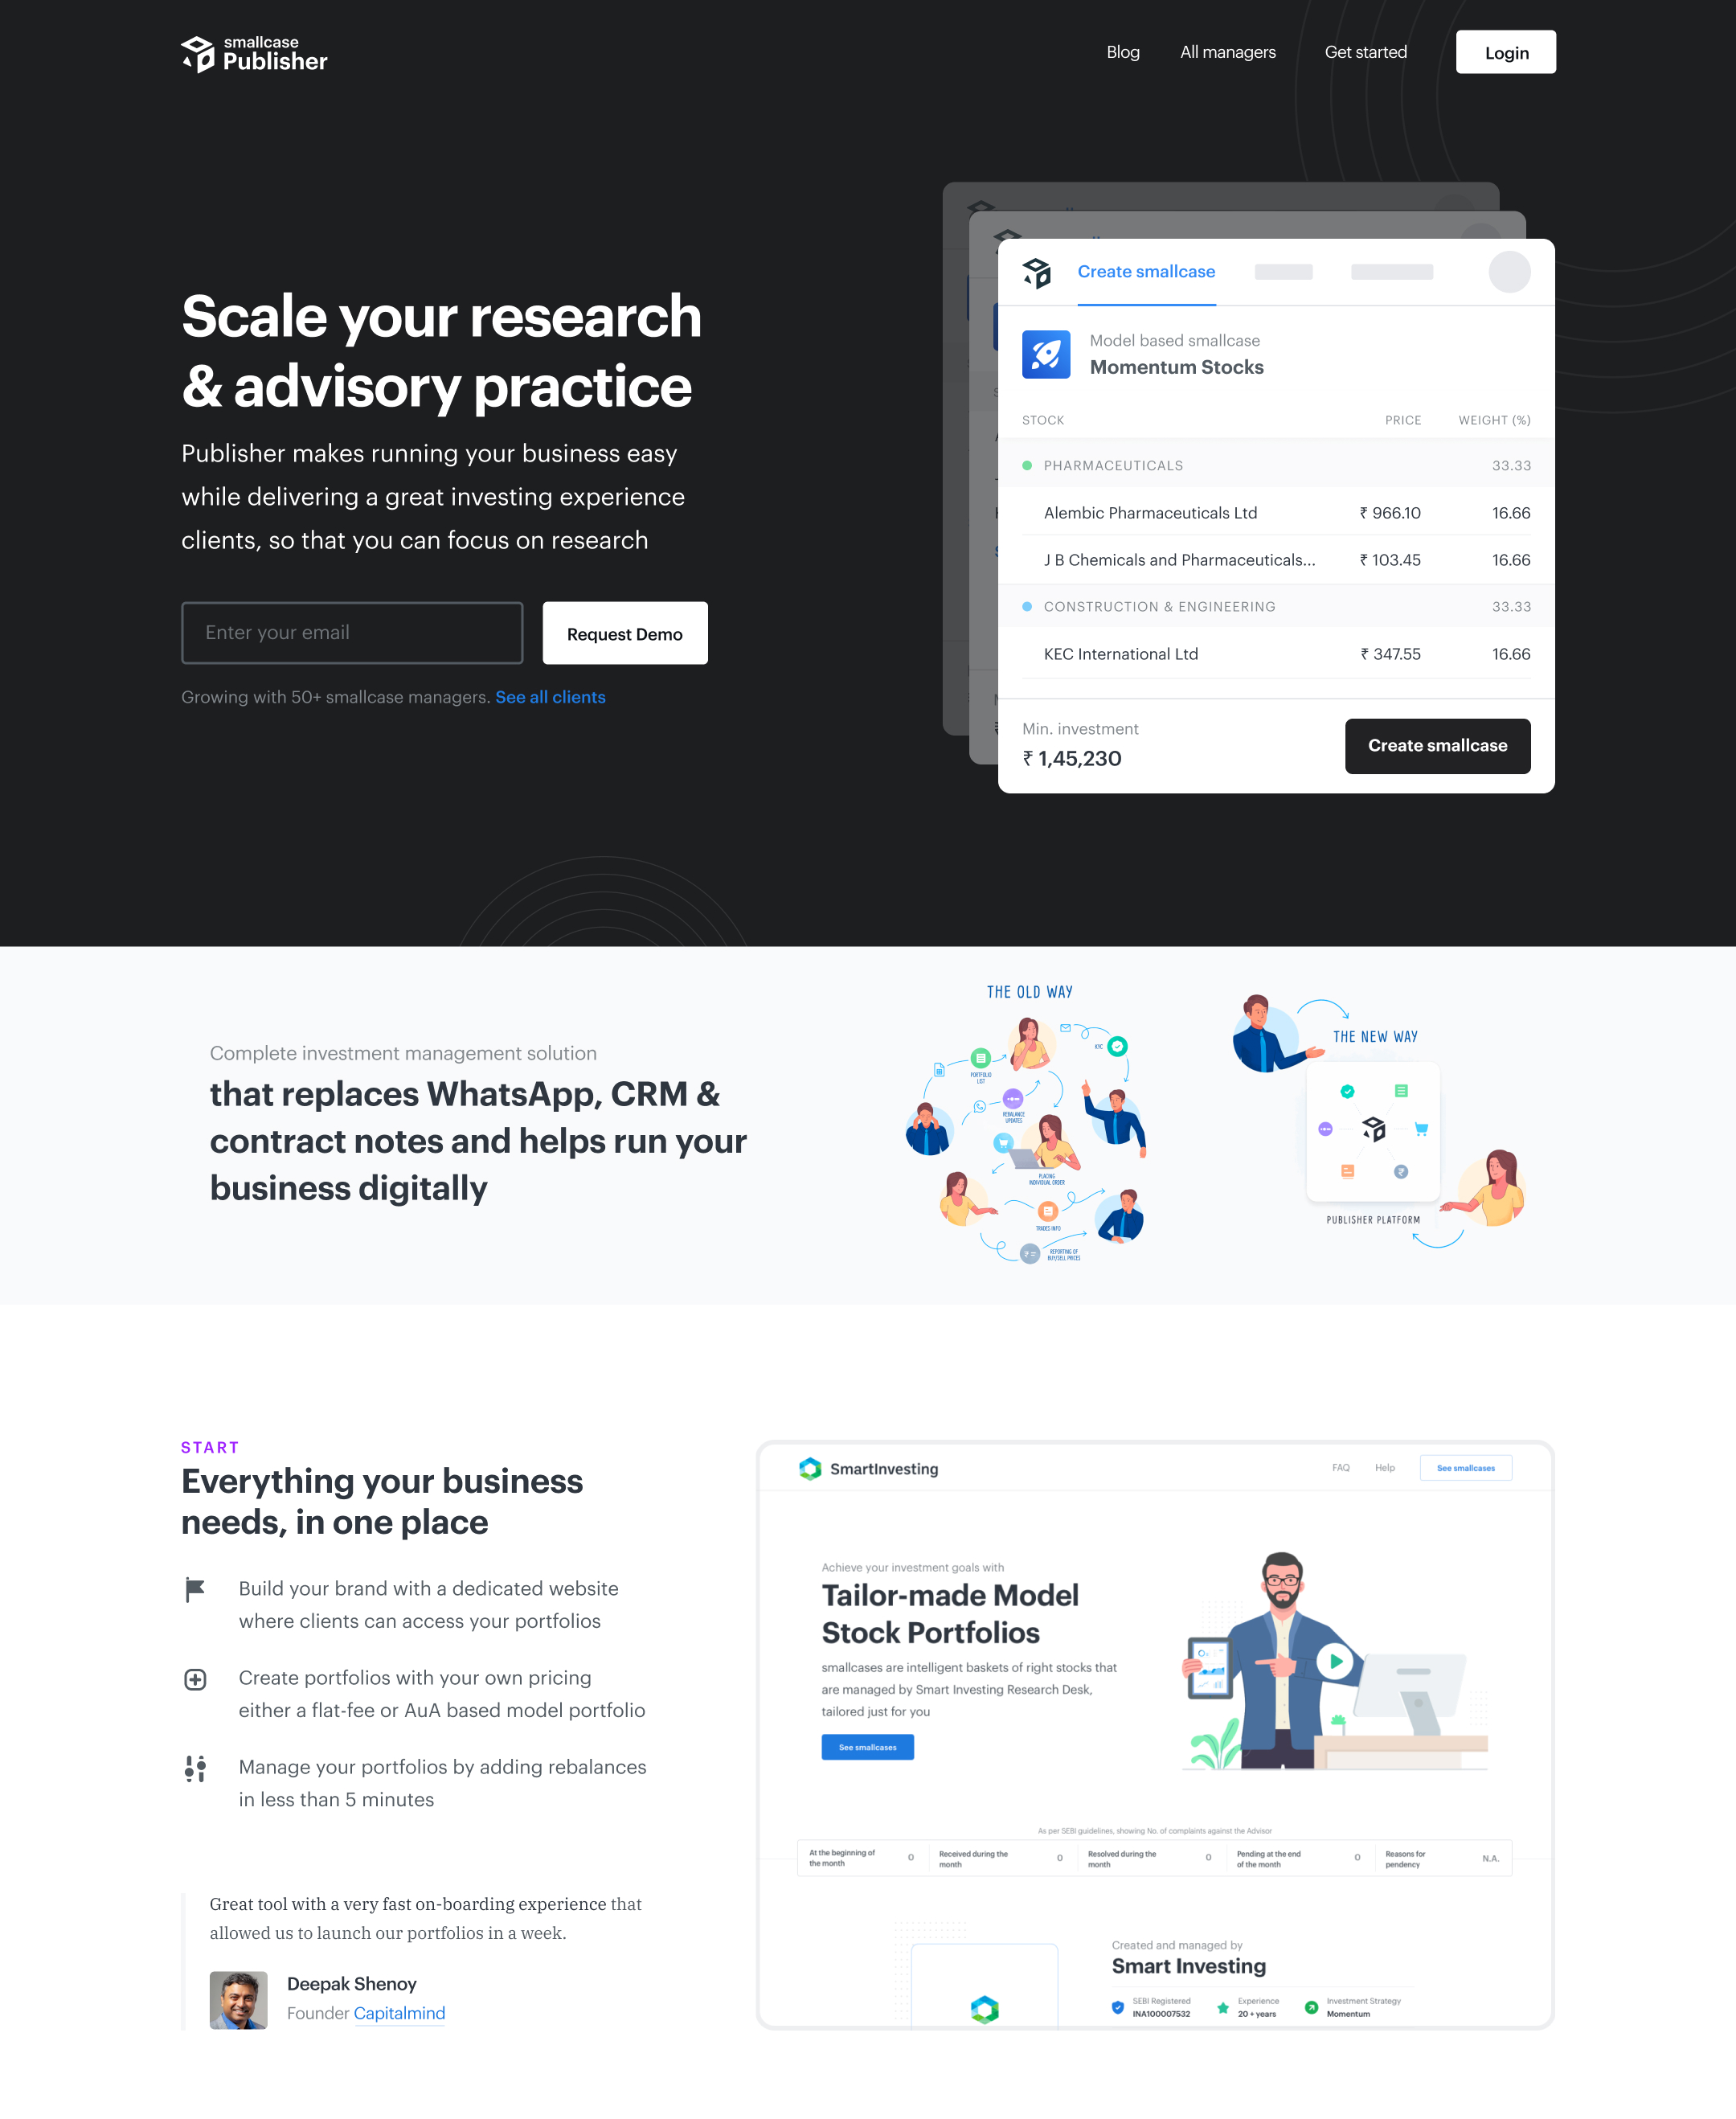 smallcase
Publisher
Blog
All managers
Get started
Login
Scale your research
& advisory practice
Publisher makes running your business easy
while delivering a great investing experience
clients, so that you can focus on research
Enter your email
Request Demo
Growing with 50+ smallcase managers. See all clients
Create smallcase
Model based smallcase
Momentum Stocks
STOCK PRICE WEIGHT (%)
PHARMACEUTICALS 33.33
Alembic Pharmaceuticals Ltd ₹ 966.10 16.66
J B Chemicals and Pharmaceuticals... ₹ 103.45 16.66
CONSTRUCTION & ENGINEERING 33.33
KEC International Ltd ₹ 347.55 16.66
Min. investment
₹ 1,45,230
Create smallcase
Complete investment management solution
that replaces WhatsApp, CRM &
contract notes and helps run your
business digitally
THE OLD WAY
KYC
PORTFOLIO
LIST
REBALANCE
UPDATES
PLACING
INDIVIDUAL ORDER
TRADES INFO
REPORTING OF
BUY/SELL PRICES
THE NEW WAY
PUBLISHER PLATFORM
START
Everything your business
needs, in one place
Build your brand with a dedicated website
where clients can access your portfolios
Create portfolios with your own pricing
either a flat-fee or AuA based model portfolio
Manage your portfolios by adding rebalances
in less than 5 minutes
Great tool with a very fast on-boarding experience that
allowed us to launch our portfolios in a week.
Deepak Shenoy
Founder Capitalmind
SmartInvesting
FAQ
Help
See smallcases
Achieve your investment goals with
Tailor-made Model
Stock Portfolios
smallcases are intelligent baskets of right stocks that
are managed by Smart Investing Research Desk,
tailored just for you
See smallcases
As per SEBI guidelines, showing No. of complaints against the Advisor
At the beginning of
the month
0
Received during the
month
0
Resolved during the
month
0
Pending at the end
of the month
0
Reasons for
pendency
N.A.
Created and managed by
Smart Investing
SEBI Registered
INA100007532
Experience
20 + years
Investment Strategy
Momentum